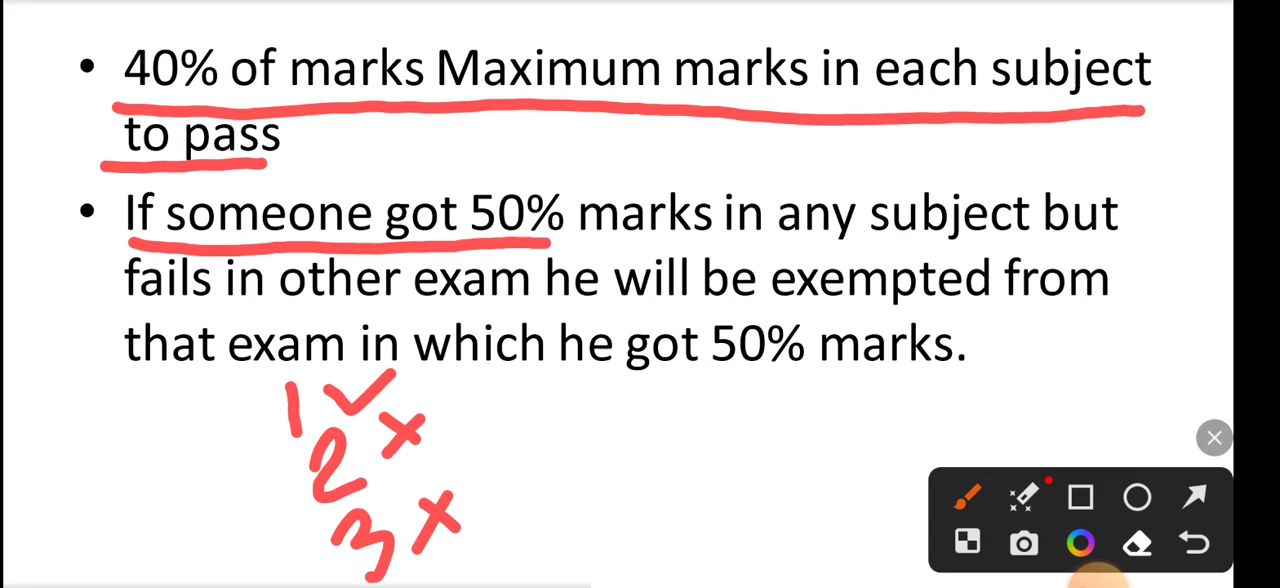 • 40% of marks Maximum marks in each subject
to pass
• If someone got 50% marks in any subject but
fails in other exam he will be exempted from
that exam in which he got 50% marks.
1 ✓
2 ×
3 ×